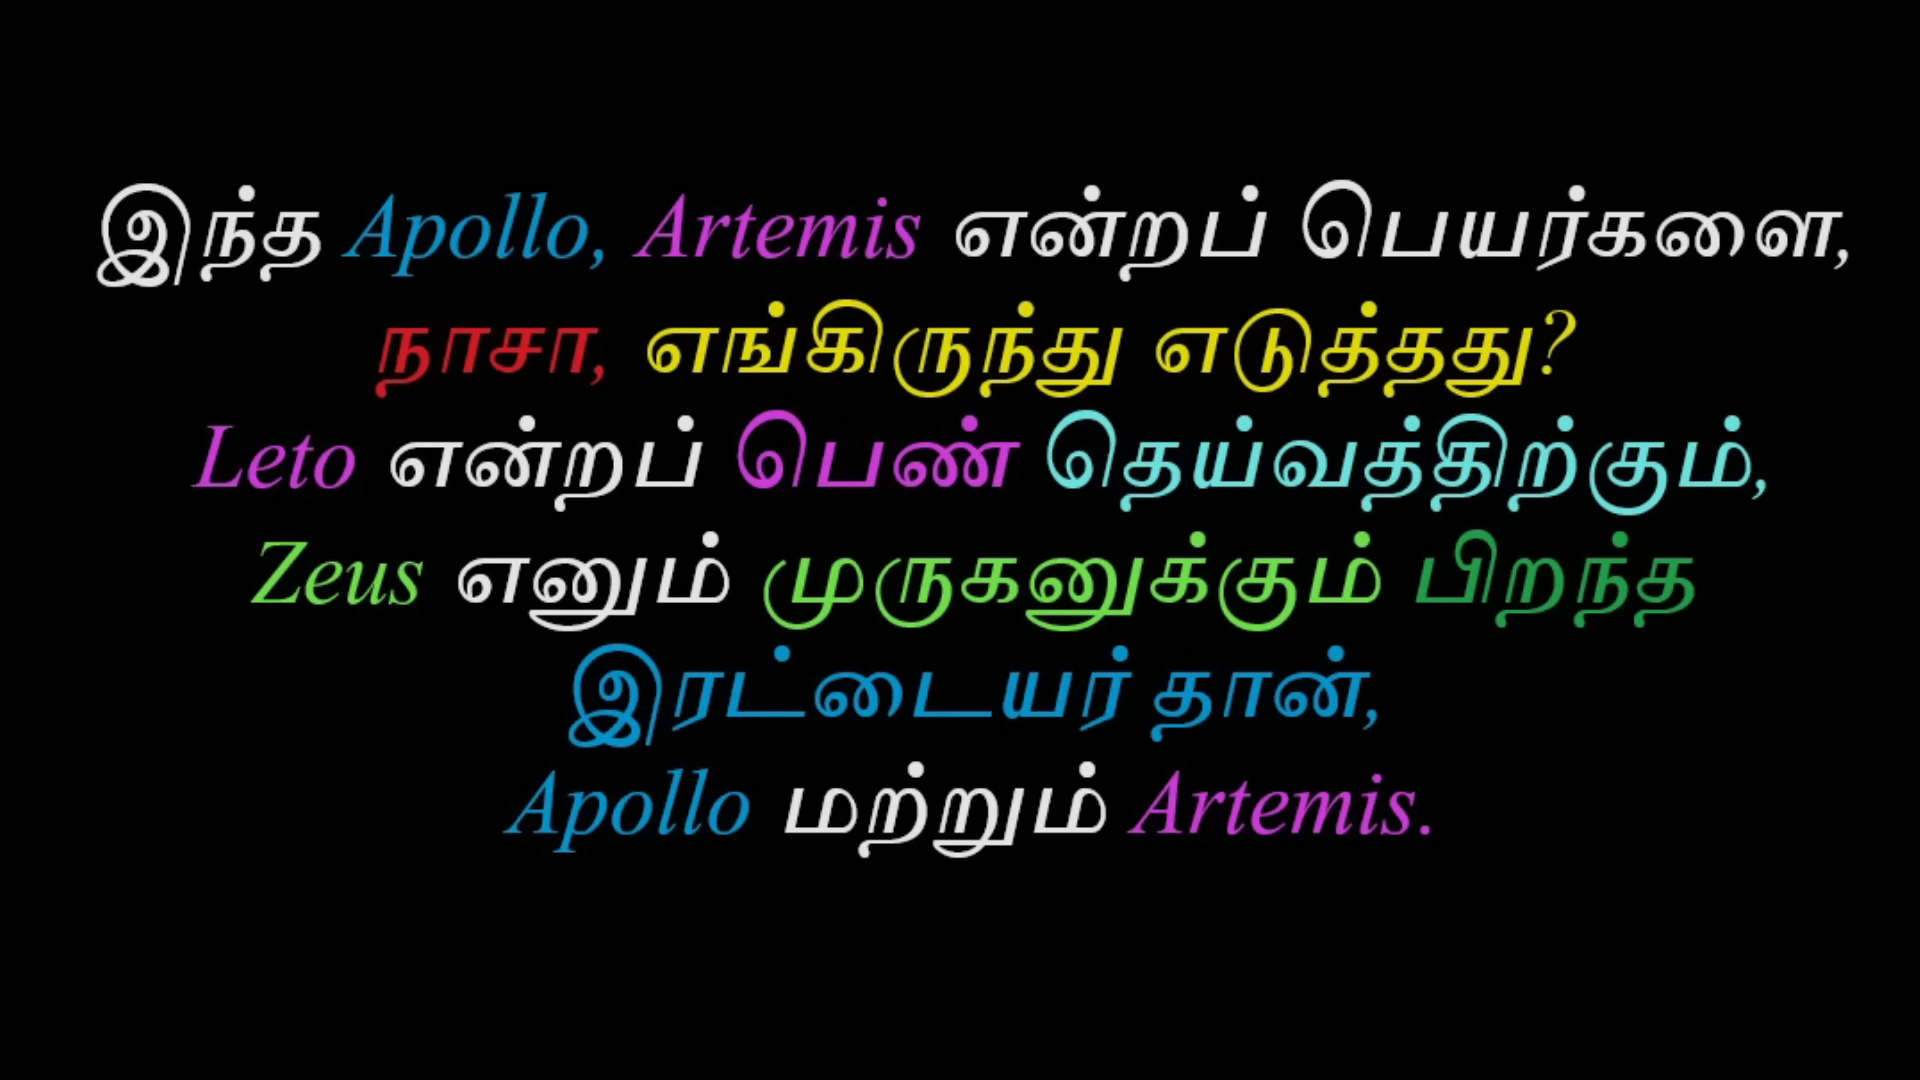 இந்த Apollo, Artemis என்றப் பெயர்களை,
நாசா, எங்கிருந்து எடுத்தது?
Leto என்றப் பெண் தெய்வத்திற்கும்,
Zeus எனும் முருகனுக்கும் பிறந்த
இரட்டையர் தான்,
Apollo மற்றும் Artemis.